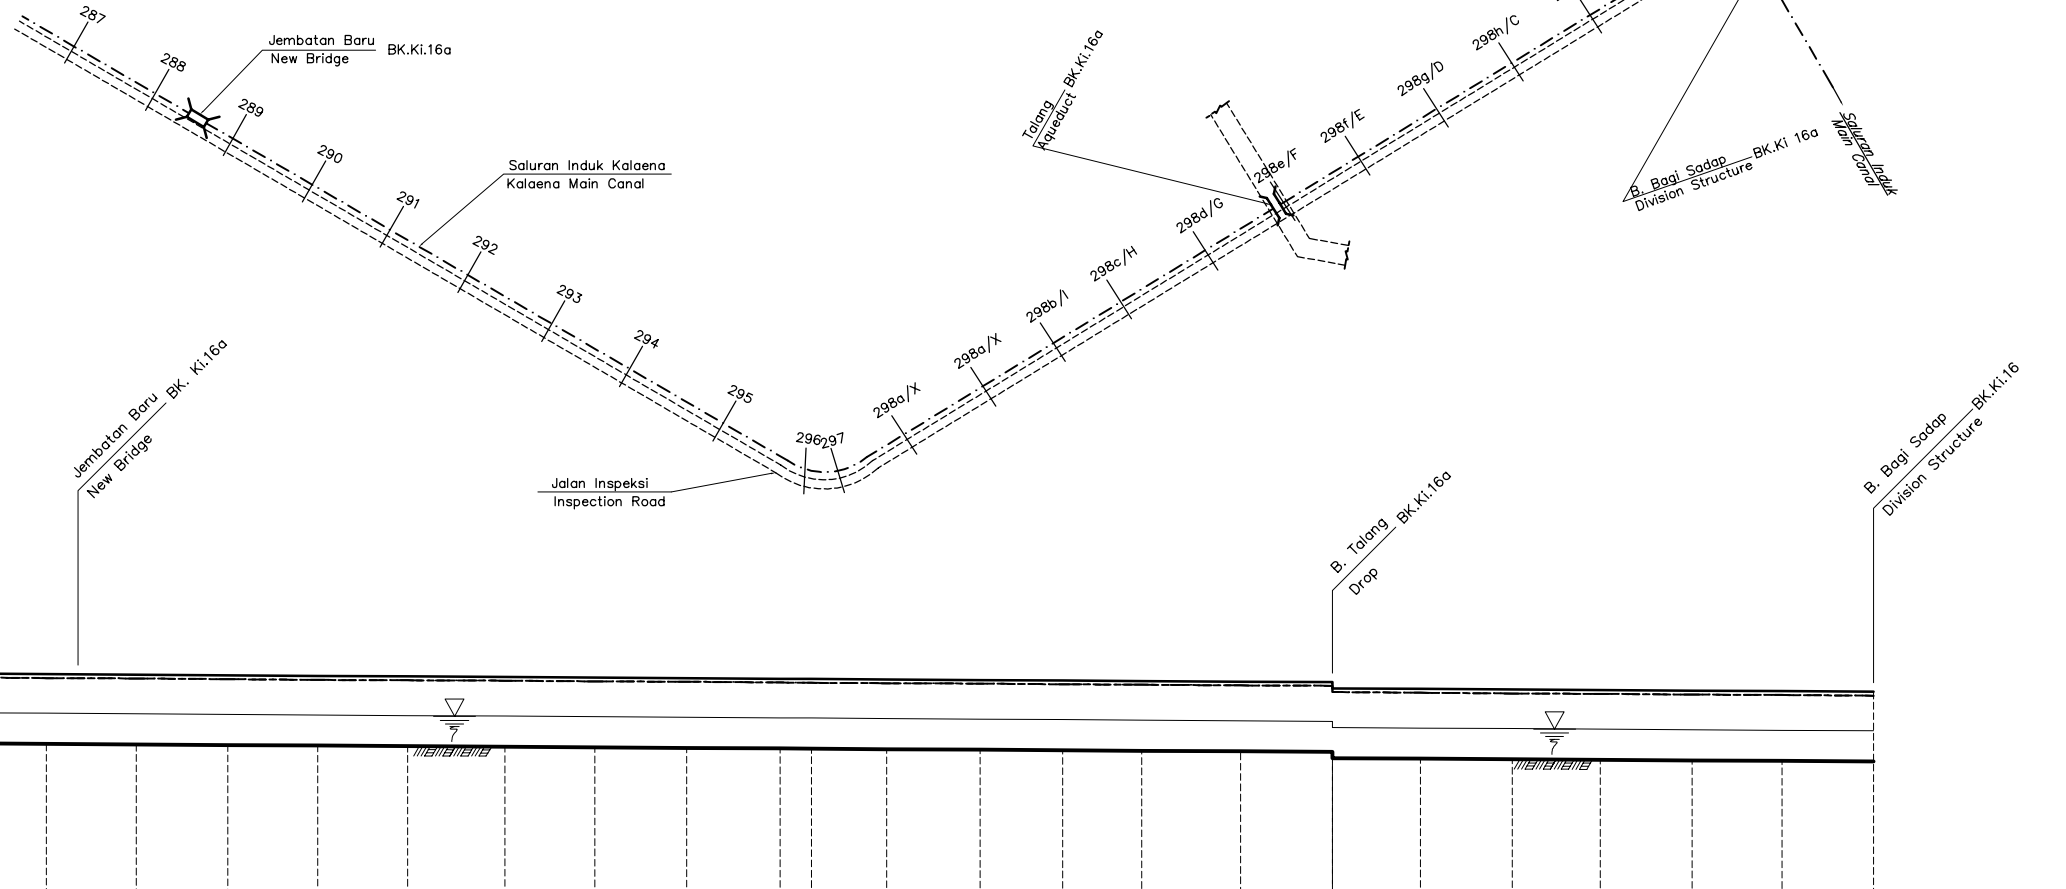 287
288
Jembatan Baru
New Bridge
BK.Ki.16a
289
290
Saluran Induk Kalaena
Kalaena Main Canal
291
292
293
294
295
296
297
Jalan Inspeksi
Inspection Road
298a/X
298a/X
298b/I
298c/H
298d/G
298e/F
298f/E
298g/D
298h/C
Talang
Aqueduct
BK.Ki.16a
B. Bagi Sadap
Division Structure
BK.Ki 16a
Saluran Induk
Main Canal
Jembatan Baru
New Bridge
BK. Ki.16a
B. Talang
Drop
BK.Ki.16a
B. Bagi Sadap
Division Structure
BK.Ki.16